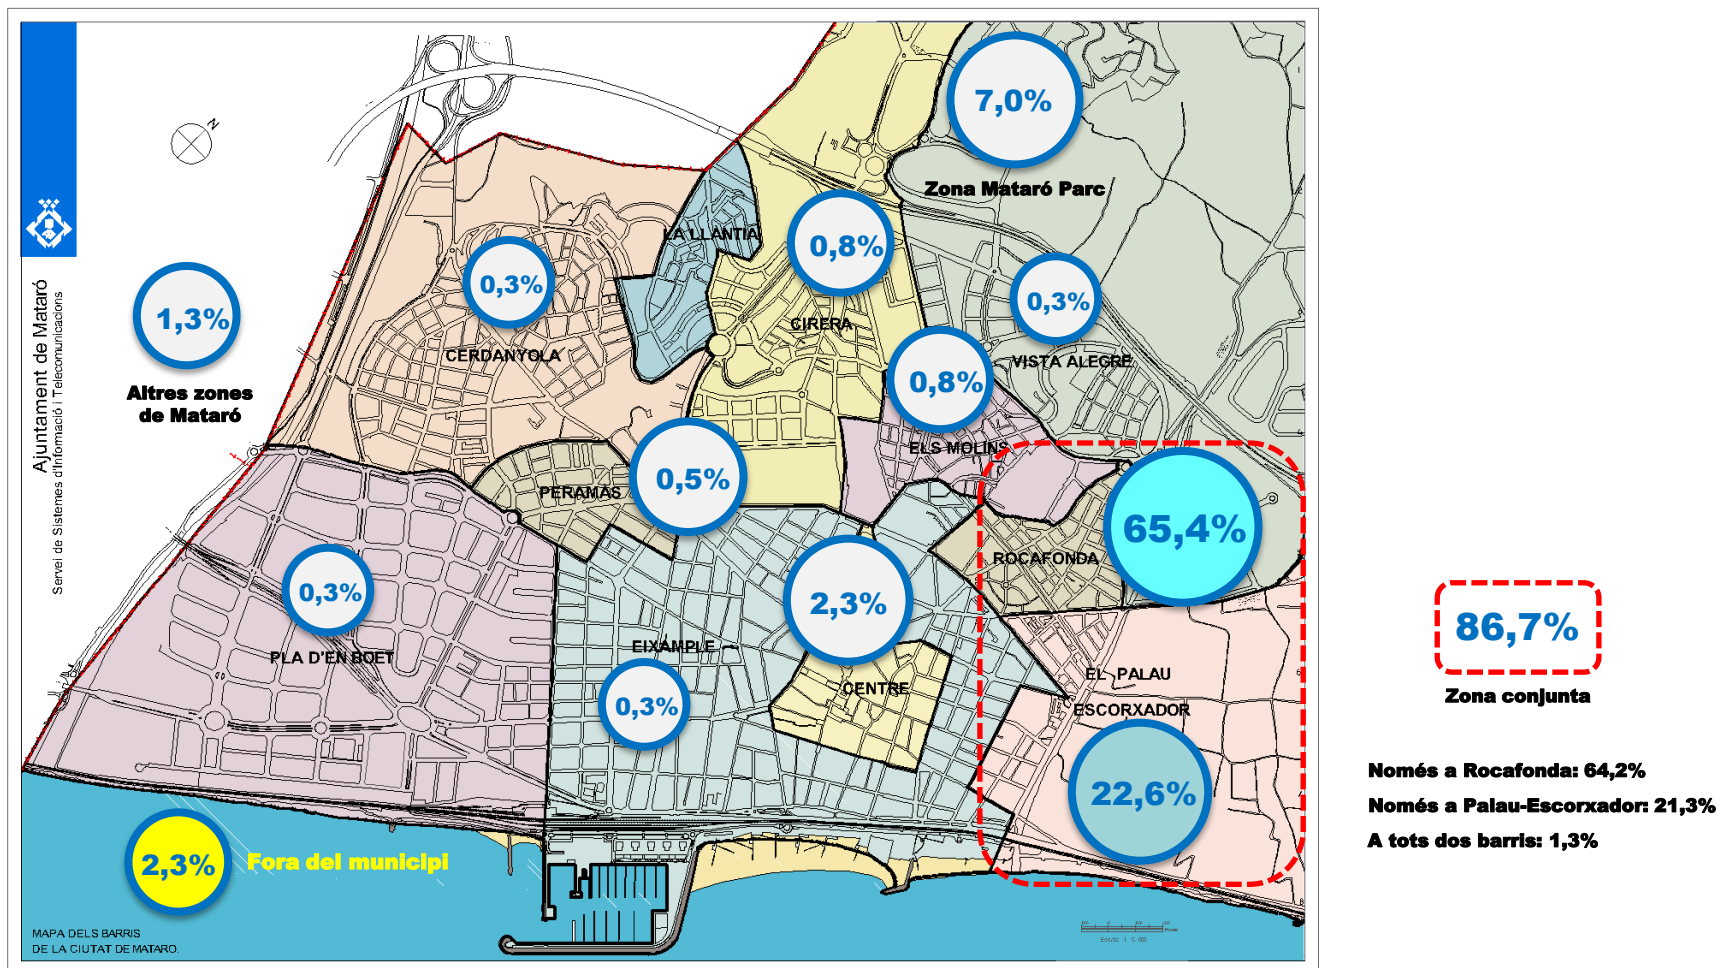 7,0%
N
Zona Mataró Parc
LA LLANTIA
0,8%
0,3%
0,3%
1,3%
CIRERA
CERDANYOLA
VISTA ALEGRE
0,8%
Altres zones
de Mataró
Ajuntament de Mataró
Servei de Sistemes d'Informació i Telecomunicacions
ELS MOLINS
0,5%
PERAMÀS
65,4%
ROCAFONDA
0,3%
2,3%
86,7%
Zona conjunta
EIXAMPLE
PLA D'EN BOET
EL PALAU
ESCORXADOR
CENTRE
0,3%
22,6%
Només a Rocafonda: 64,2%
Només a Palau-Escorxador: 21,3%
A tots dos barris: 1,3%
2,3%
Fora del municipi
MAPA DELS BARRIS
DE LA CIUTAT DE MATARO.